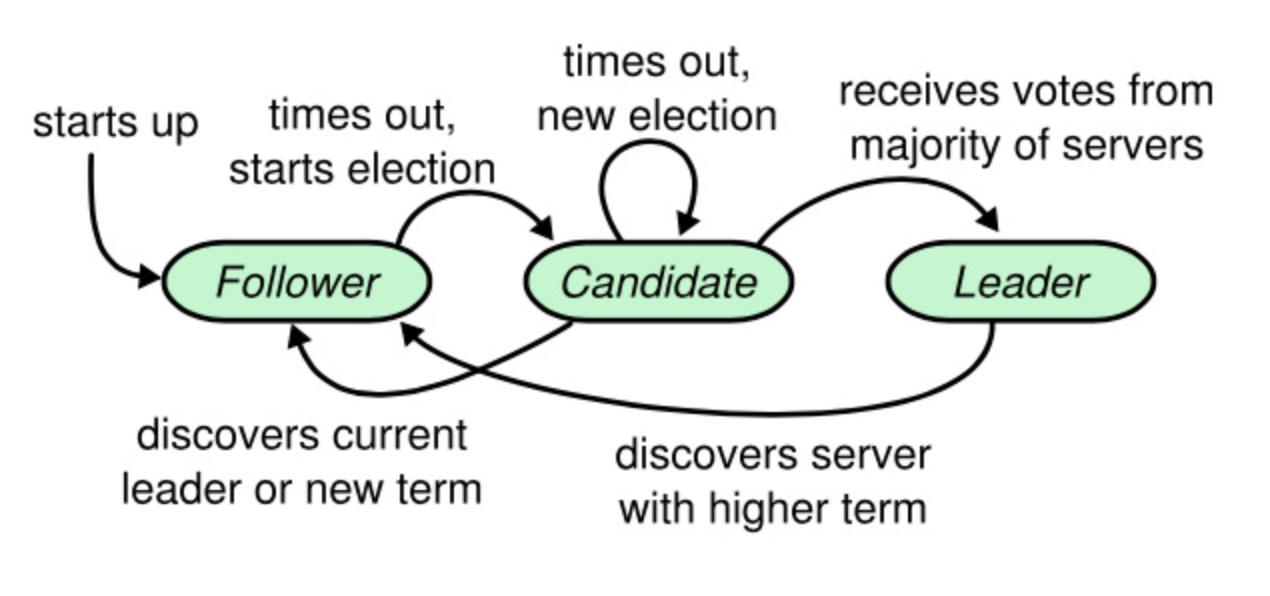 starts up
times out,
starts election
times out,
new election
receives votes from
majority of servers
Follower
Candidate
Leader
discovers current
leader or new term
discovers server
with higher term